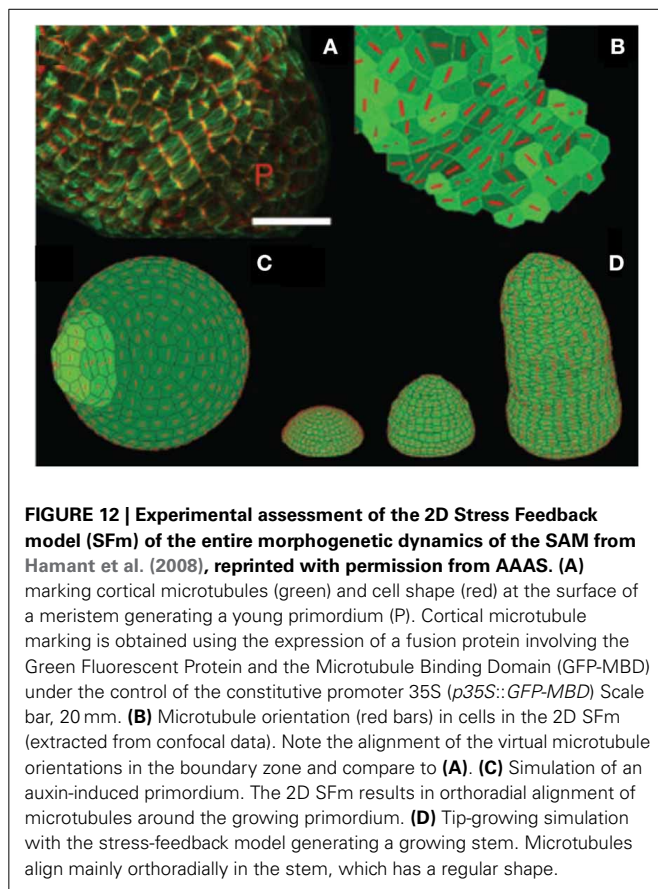 A
B
P
C
D
FIGURE 12 | Experimental assessment of the 2D Stress Feedback
model (SFm) of the entire morphogenetic dynamics of the SAM from
Hamant et al. (2008), reprinted with permission from AAAS. (A)
marking cortical microtubules (green) and cell shape (red) at the surface of
a meristem generating a young primordium (P). Cortical microtubule
marking is obtained using the expression of a fusion protein involving the
Green Fluorescent Protein and the Microtubule Binding Domain (GFP-MBD)
under the control of the constitutive promoter 35S (p35S::GFP-MBD) Scale
bar, 20 mm. (B) Microtubule orientation (red bars) in cells in the 2D SFm
(extracted from confocal data). Note the alignment of the virtual microtubule
orientations in the boundary zone and compare to (A). (C) Simulation of an
auxin-induced primordium. The 2D SFm results in orthoradial alignment of
microtubules around the growing primordium. (D) Tip-growing simulation
with the stress-feedback model generating a growing stem. Microtubules
align mainly orthoradially in the stem, which has a regular shape.